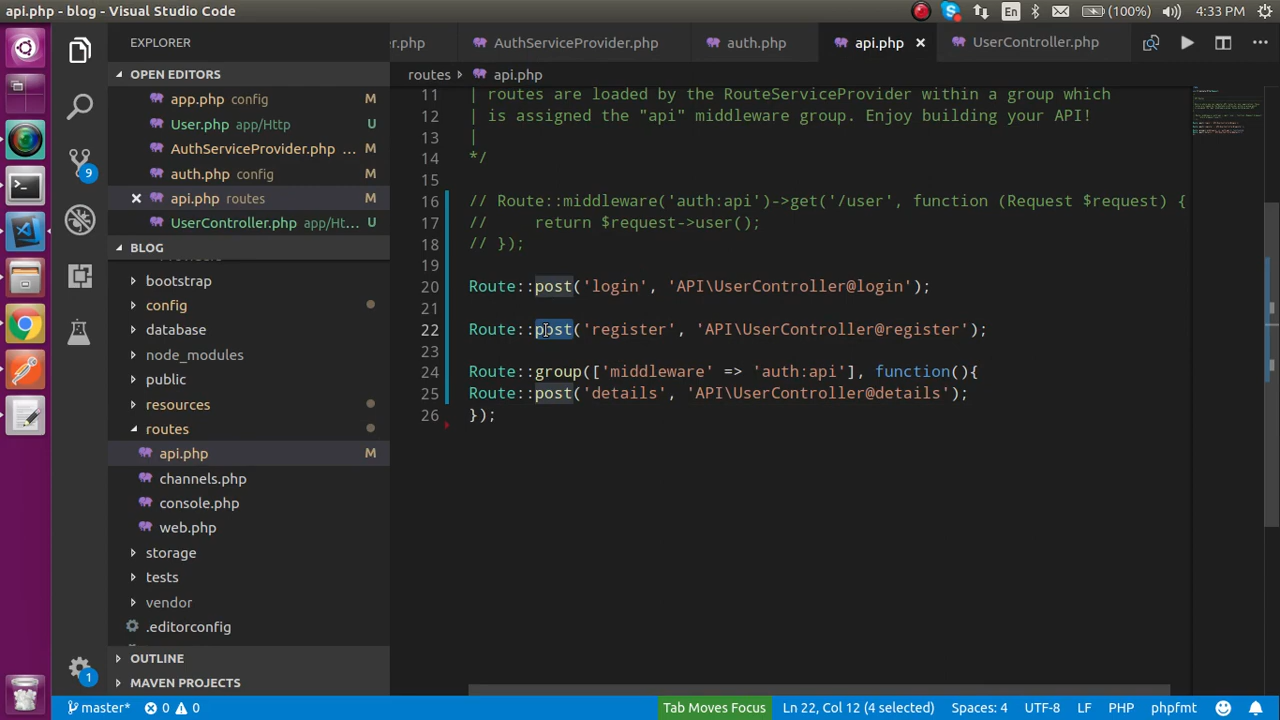 api.php - blog - Visual Studio Code
En
(100%)
4:33 PM
EXPLORER
er.php
AuthServiceProvider.php
auth.php
api.php
UserController.php
OPEN EDITORS
app.php config M
User.php app/Http U
AuthServiceProvider.php ... M
auth.php config M
api.php routes M
UserController.php app/Ht... U
BLOG
bootstrap
config
database
node_modules
public
resources
routes
api.php M
channels.php
console.php
web.php
storage
tests
vendor
.editorconfig
OUTLINE
MAVEN PROJECTS
9
1
routes api.php
11 | routes are loaded by the RouteServiceProvider within a group which
12 | is assigned the "api" middleware group. Enjoy building your API!
13 |
14 */
15
16 // Route::middleware('auth:api')->get('/user', function (Request $request) {
17 //     return $request->user();
18 // });
19
20 Route::post('login', 'API\UserController@login');
21
22 Route::post('register', 'API\UserController@register');
23
24 Route::group(['middleware' => 'auth:api'], function(){
25 Route::post('details', 'API\UserController@details');
26 });
master* 0 0 Tab Moves Focus Ln 22, Col 12 (4 selected) Spaces: 4 UTF-8 LF PHP phpfmt